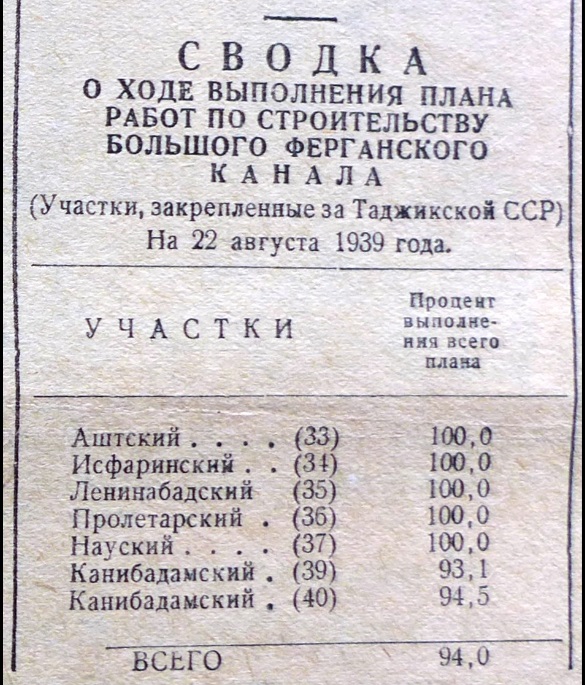 СВОДКА
О ХОДЕ ВЫПОЛНЕНИЯ ПЛАНА
РАБОТ ПО СТРОИТЕЛЬСТВУ
БОЛЬШОГО ФЕРГАНСКОГО
КАНАЛА
(Участки, закрепленные за Таджикской ССР)
На 22 августа 1939 года.
УЧАСТКИ
Процент
выполне-
ния всего
плана
Аштский . . . . (33) 100,0
Исфаринский . . (34) 100,0
Ленинабадский (35) 100,0
Пролетарский . (36) 100,0
Науский . . . . (37) 100,0
Канибадамский . (39) 93,1
Канибадамский . (40) 94,5
ВСЕГО 94,0